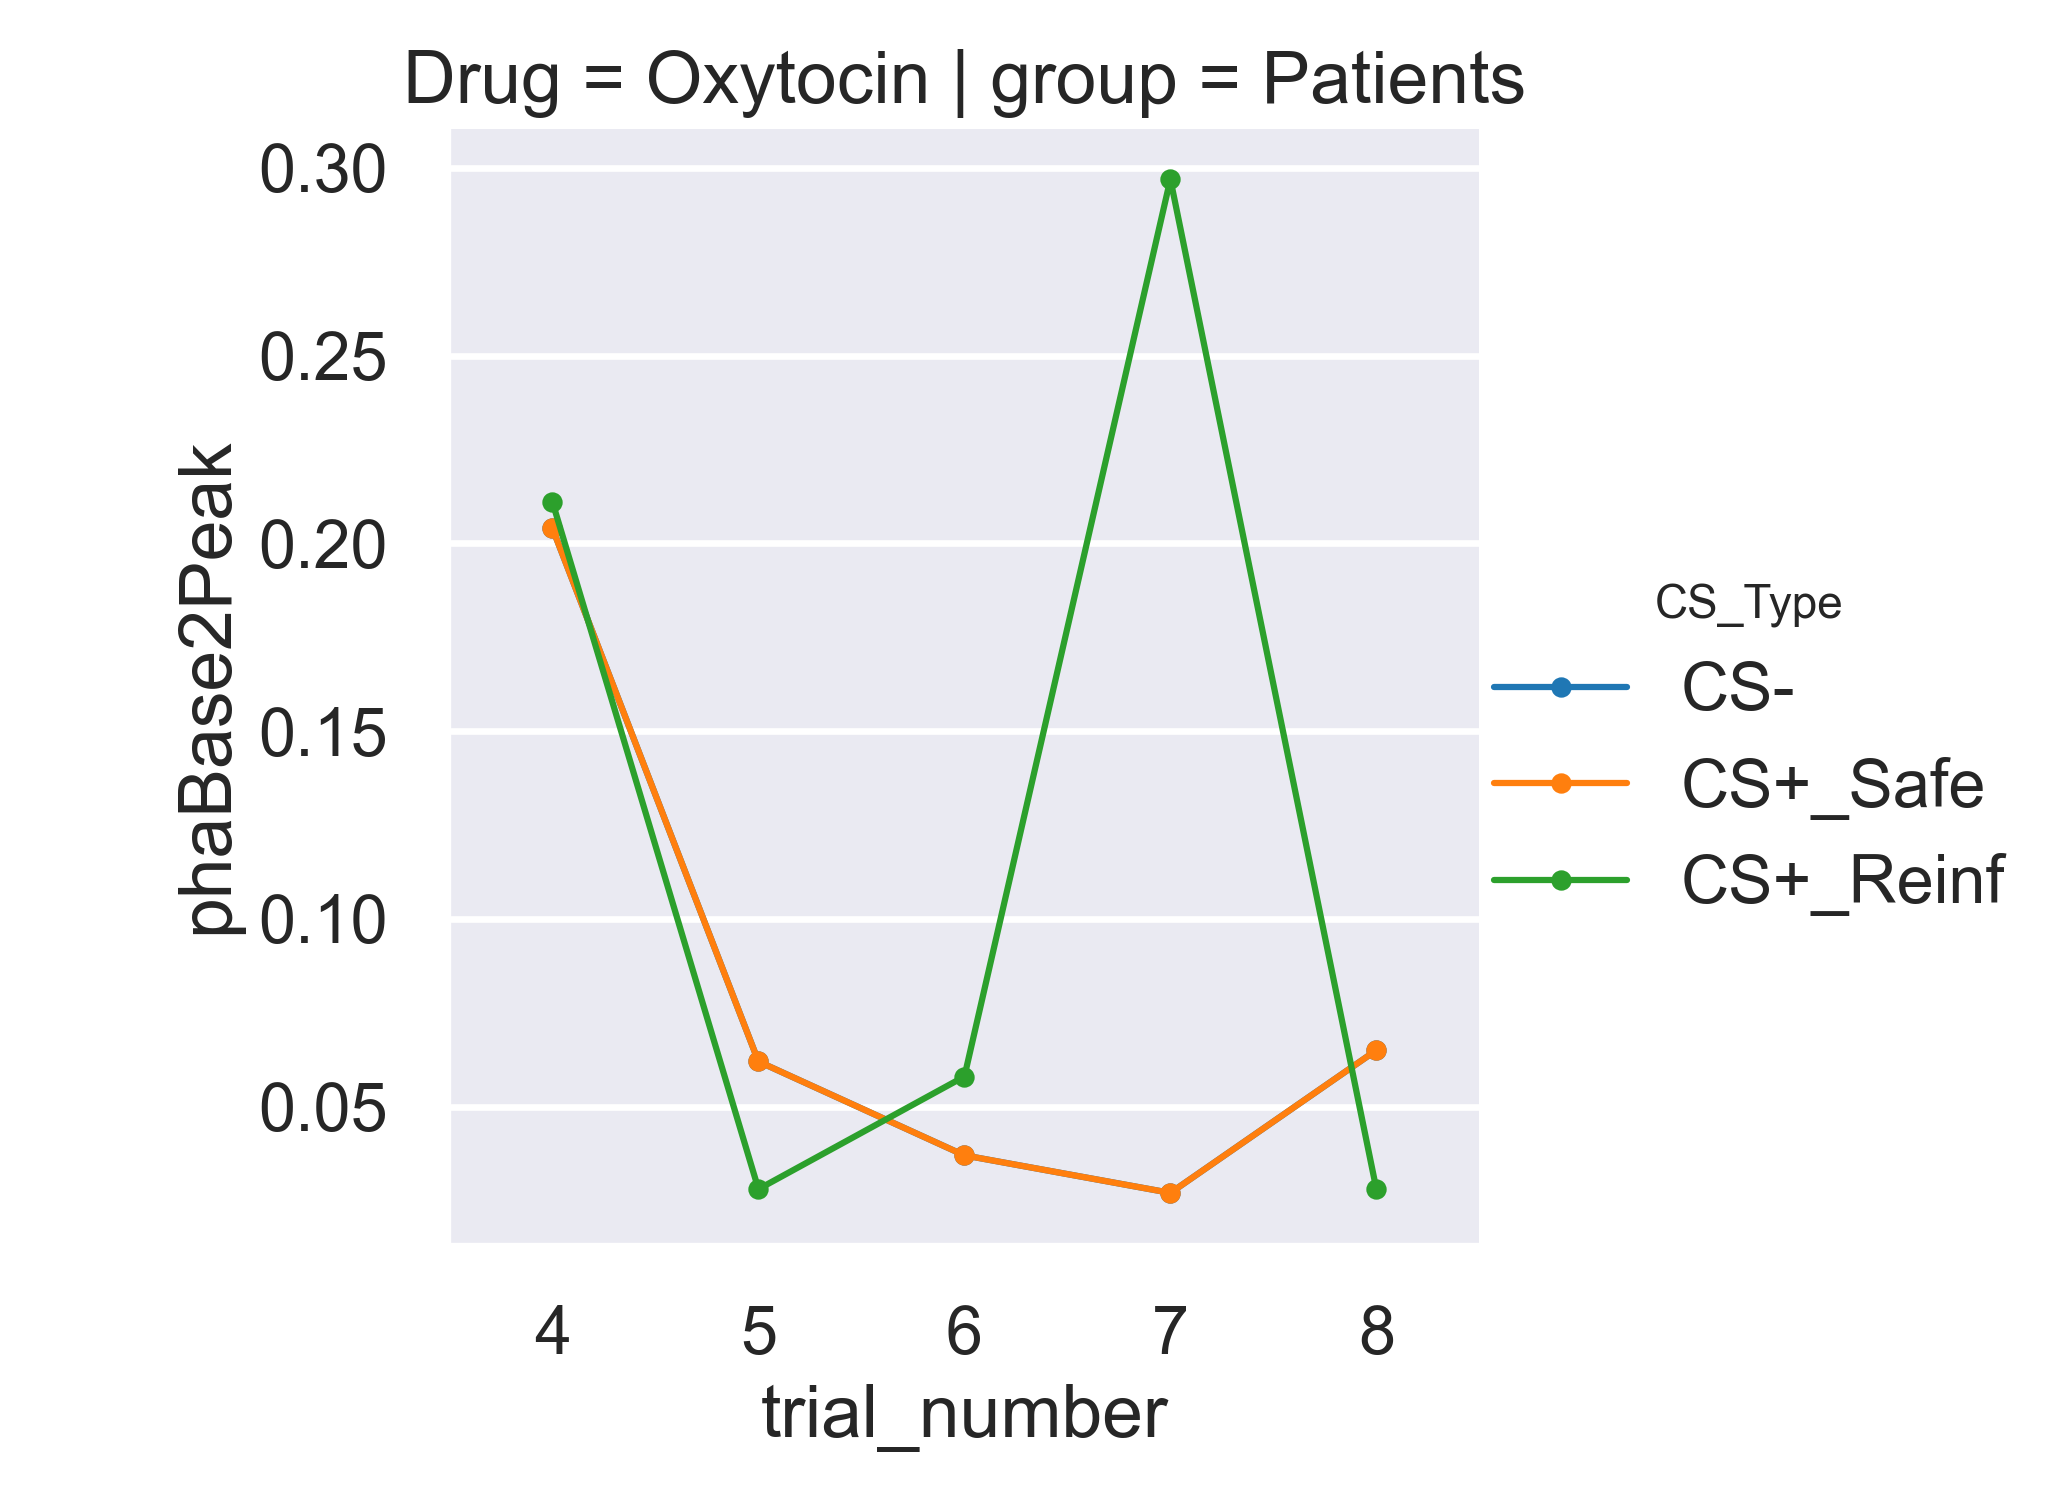 Drug = Oxytocin | group = Patients
0.30
0.25
0.20
0.15
0.10
0.05
phaBase2Peak
4 5 6 7 8
trial_number
CS_Type
CS-
CS+_Safe
CS+_Reinf